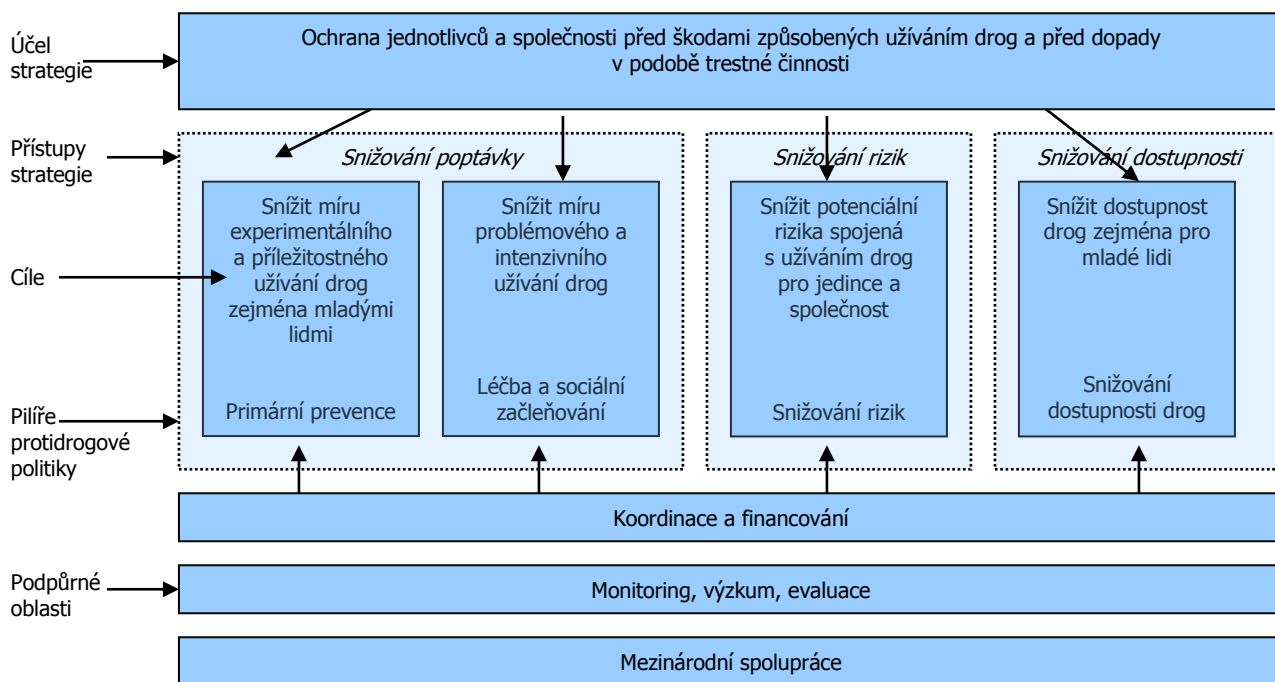 Účel
strategie
Ochrana jednotlivců a společnosti před škodami způsobených užíváním drog a před dopady
v podobě trestné činnosti
Přístupy
strategie
Snižování poptávky
Snižování rizik
Snižování dostupnosti
Cíle
Snížit míru
experimentálního
a příležitostného
užívání drog
zejména mladými
lidmi
Snížit míru
problémového a
intenzivního
užívání drog
Snížit potenciální
rizika spojená
s užíváním drog
pro jedince a
společnost
Snížit dostupnost
drog zejména pro
mladé lidi
Pilíře
protidrogové
politiky
Primární prevence
Léčba a sociální
začleňování
Snižování rizik
Snižování
dostupnosti drog
Koordinace a financování
Podpůrné
oblasti
Monitoring, výzkum, evaluace
Mezinárodní spolupráce